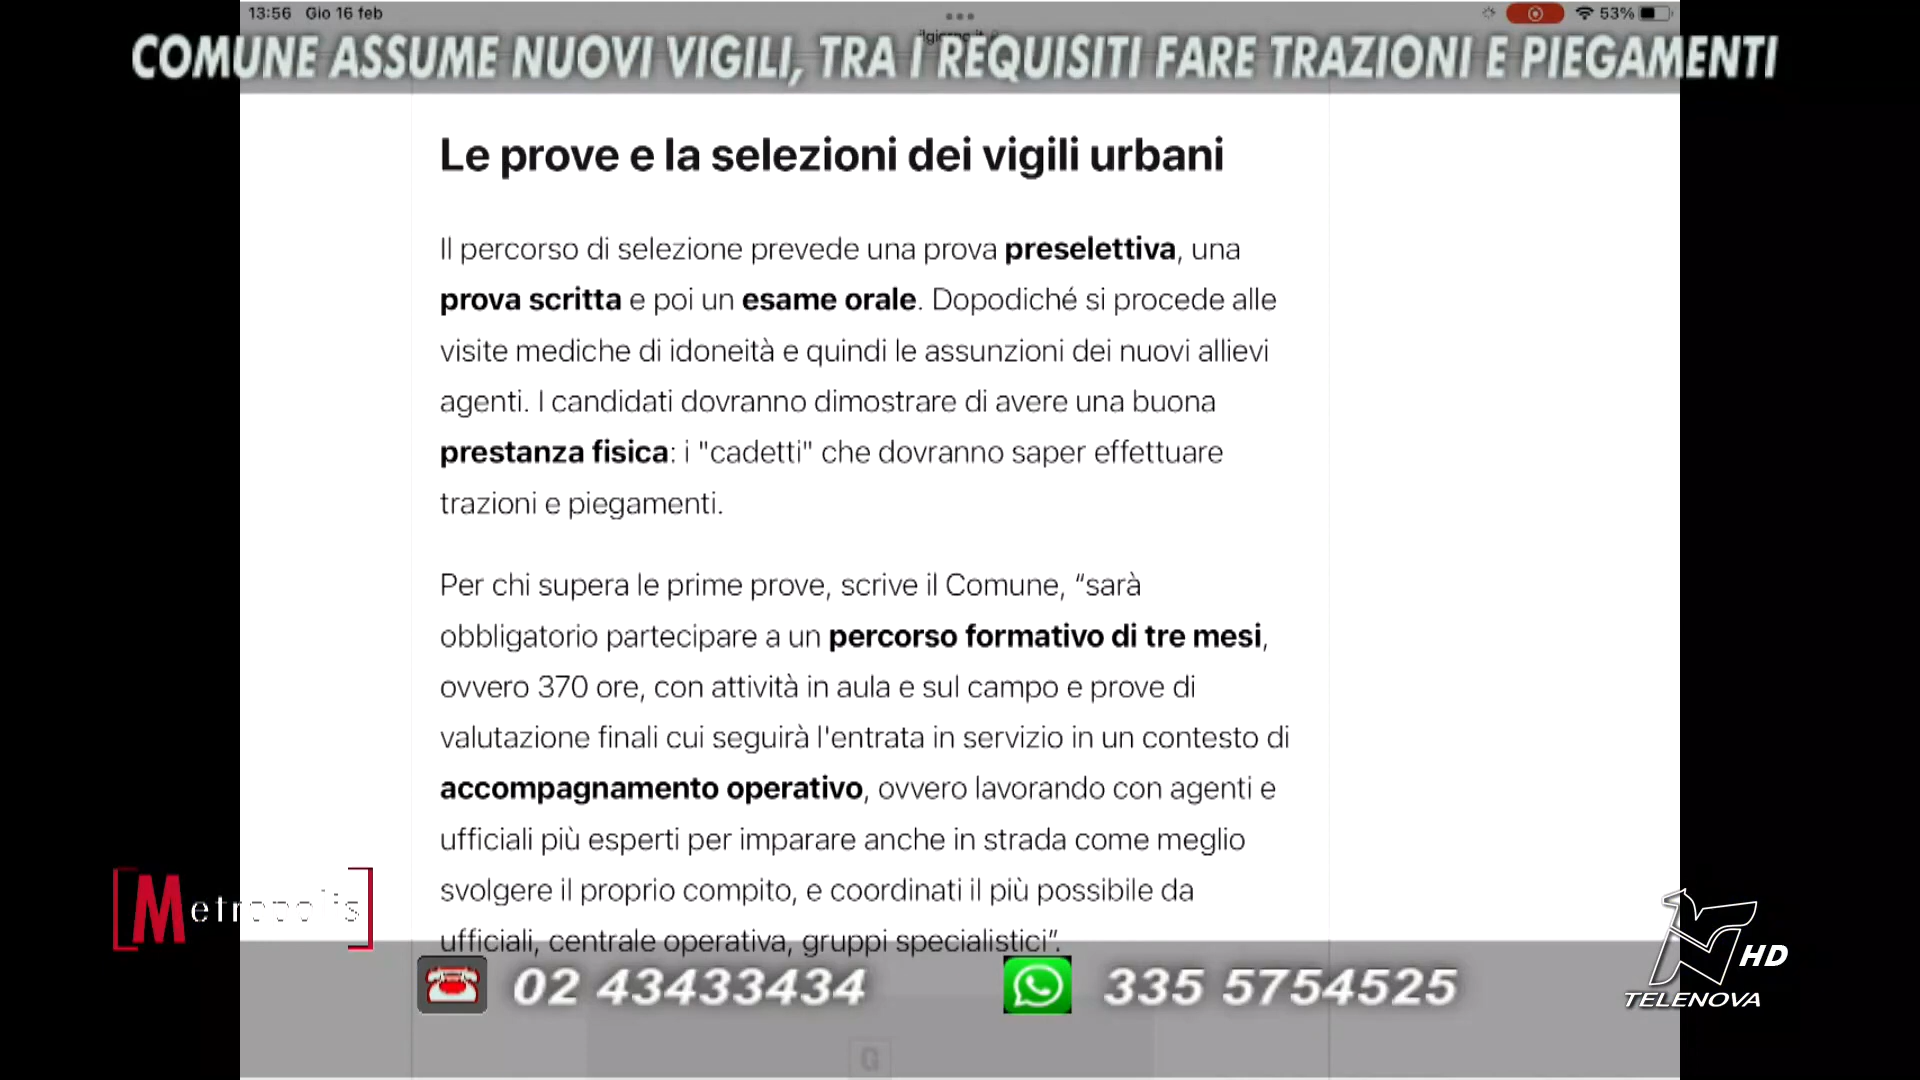 13:56 Gio 16 feb
53%
COMUNE ASSUME NUOVI VIGILI, TRA I REQUISITI FARE TRAZIONI E PIEGAMENTI
Le prove e la selezioni dei vigili urbani
Il percorso di selezione prevede una prova preselettiva, una
prova scritta e poi un esame orale. Dopodiché si procede alle
visite mediche di idoneità e quindi le assunzioni dei nuovi allievi
agenti. I candidati dovranno dimostrare di avere una buona
prestanza fisica: i "cadetti" che dovranno saper effettuare
trazioni e piegamenti.
Per chi supera le prime prove, scrive il Comune, “sarà
obbligatorio partecipare a un percorso formativo di tre mesi,
ovvero 370 ore, con attività in aula e sul campo e prove di
valutazione finali cui seguirà l'entrata in servizio in un contesto di
accompagnamento operativo, ovvero lavorando con agenti e
ufficiali più esperti per imparare anche in strada come meglio
svolgere il proprio compito, e coordinati il più possibile da
ufficiali, centrale operativa, gruppi specialistici”.
Metropolis
02 43433434
335 5754525
HD
TELENOVA
G